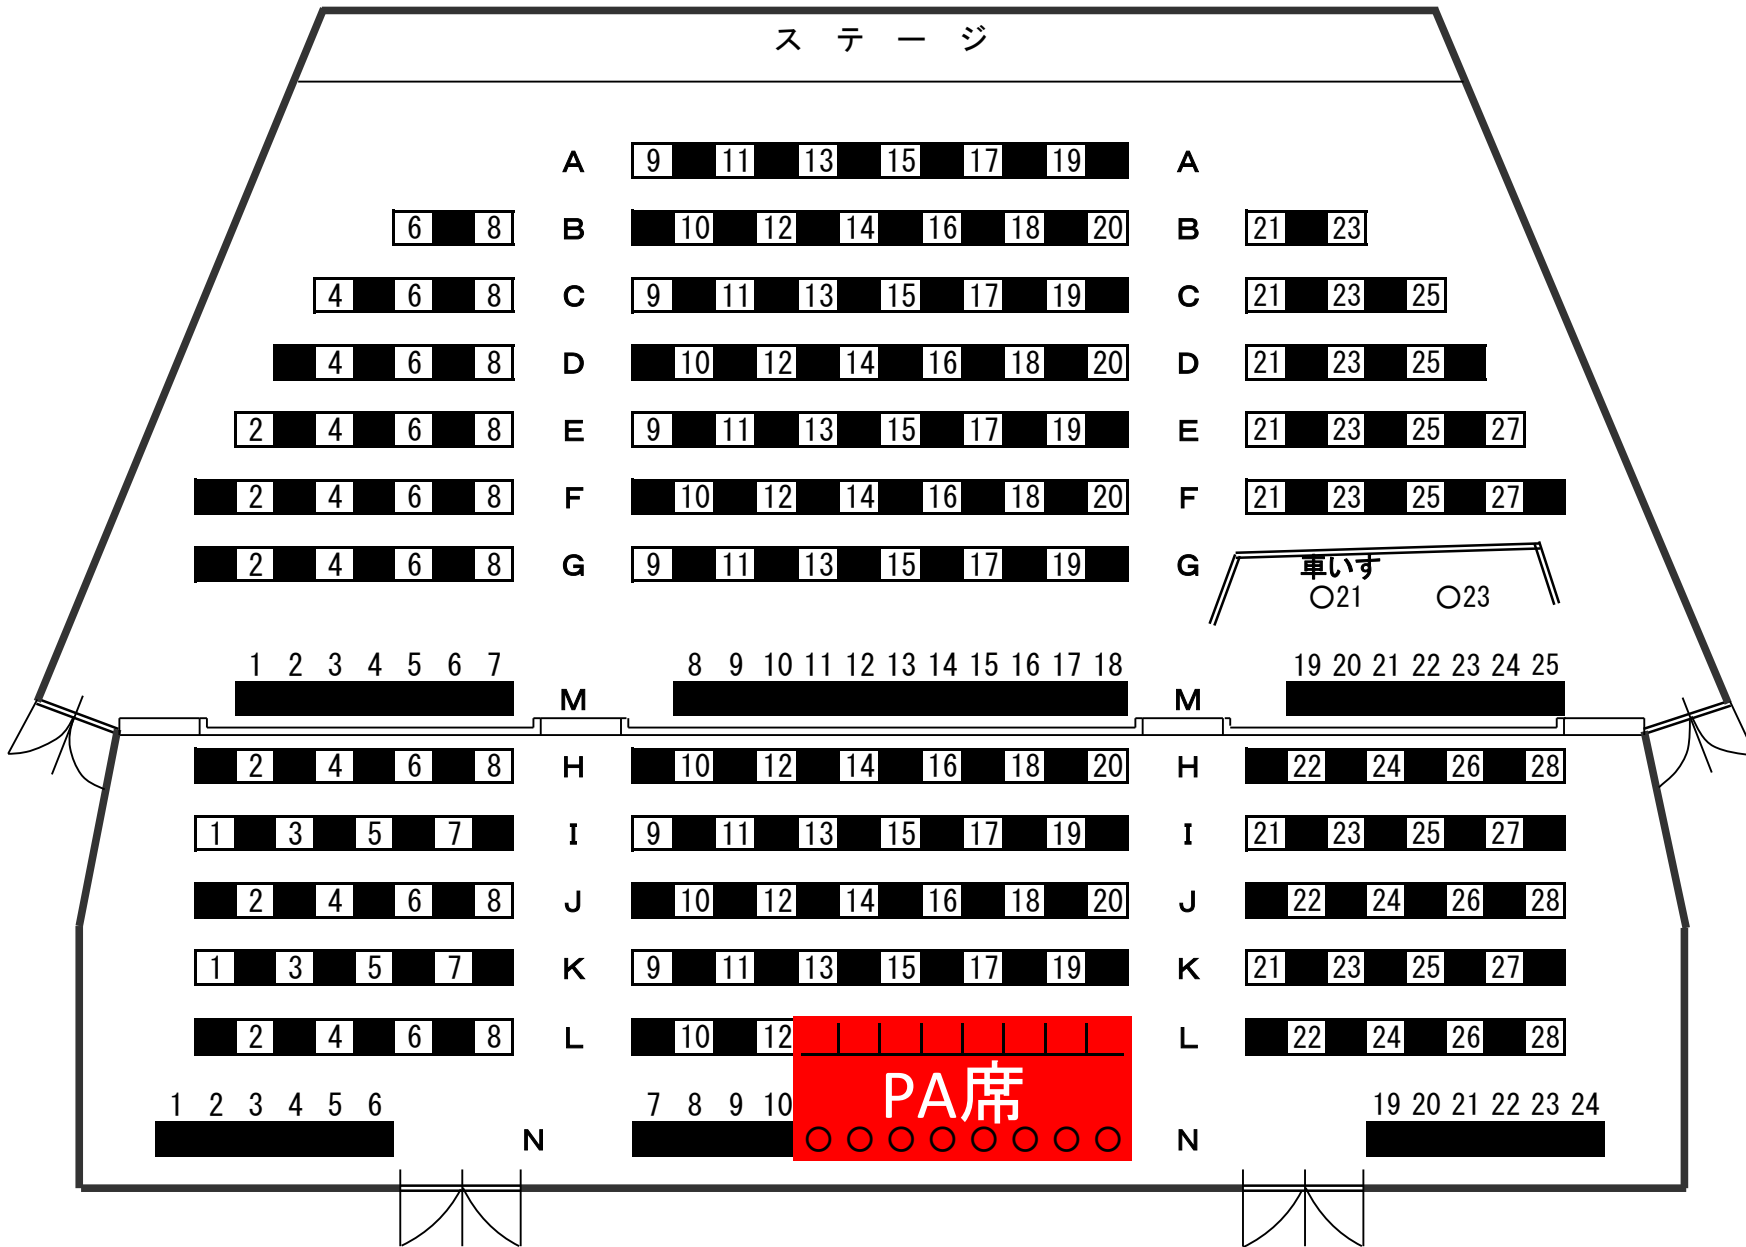 ステージ
A 9 11 13 15 17 19 A
6 8 B 10 12 14 16 18 20 B 21 23
4 6 8 C 9 11 13 15 17 19 C 21 23 25
4 6 8 D 10 12 14 16 18 20 D 21 23 25
2 4 6 8 E 9 11 13 15 17 19 E 21 23 25 27
2 4 6 8 F 10 12 14 16 18 20 F 21 23 25 27
2 4 6 8 G 9 11 13 15 17 19 G 車いす
○21 ○23
1 2 3 4 5 6 7 8 9 10 11 12 13 14 15 16 17 18 19 20 21 22 23 24 25
M M
2 4 6 8 H 10 12 14 16 18 20 H 22 24 26 28
1 3 5 7 I 9 11 13 15 17 19 I 21 23 25 27
2 4 6 8 J 10 12 14 16 18 20 J 22 24 26 28
1 3 5 7 K 9 11 13 15 17 19 K 21 23 25 27
2 4 6 8 L 10 12 L 22 24 26 28
PA席
1 2 3 4 5 6 7 8 9 10 19 20 21 22 23 24
N ○○○○○○○○ N